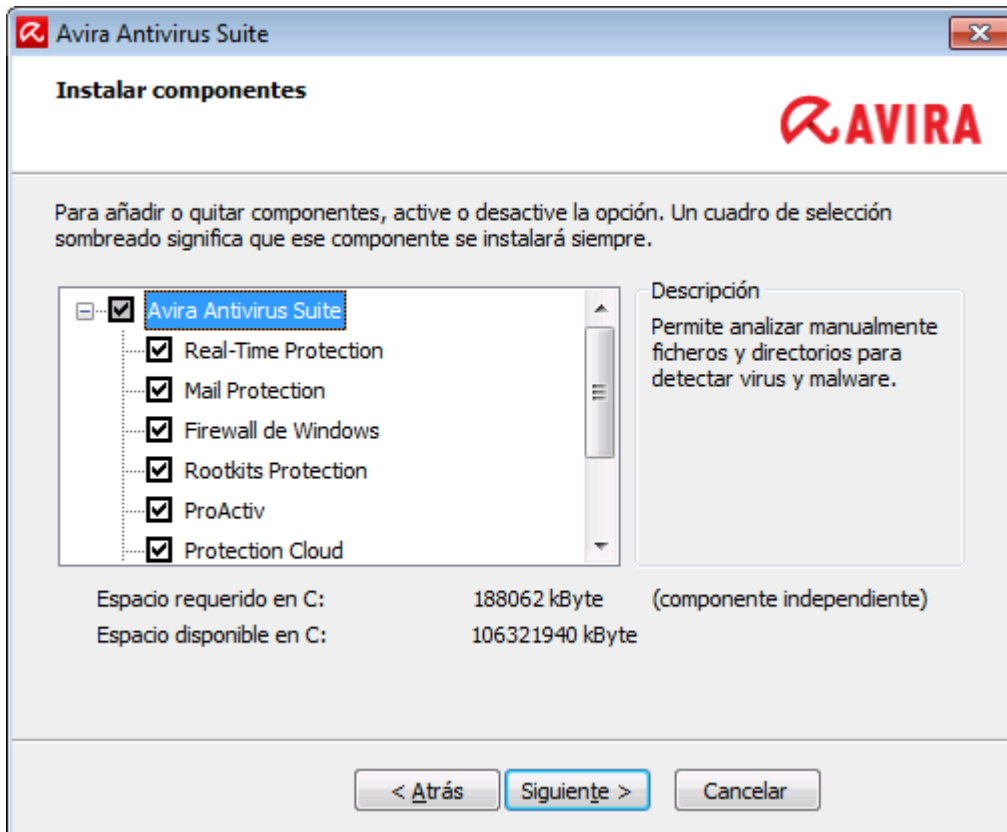 Avira Antivirus Suite
Instalar componentes
AVIRA
Para añadir o quitar componentes, active o desactive la opción. Un cuadro de selección
sombreado significa que ese componente se instalará siempre.
Avira Antivirus Suite
Real-Time Protection
Mail Protection
Firewall de Windows
Rootkits Protection
ProActiv
Protection Cloud
Descripción
Permite analizar manualmente
ficheros y directorios para
detectar virus y malware.
Espacio requerido en C: 188062 kByte (componente independiente)
Espacio disponible en C: 106321940 kByte
< Atrás Siguiente > Cancelar